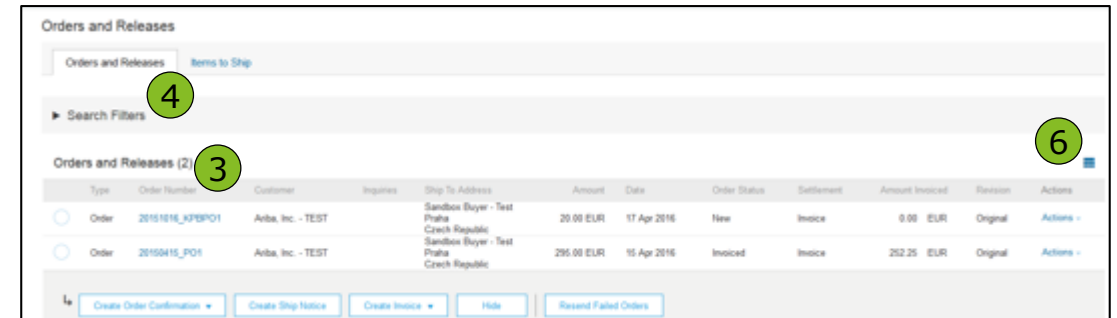 Orders and Releases
Orders and Releases Items to Ship
4
► Search Filters
6
Orders and Releases (2)
3
Type Order Number Customer Inquiries Ship To Address Amount Date Order Status Settlement Amount Invoiced Revision Actions
Order 20151016_KPBPO1 Ariba, Inc. - TEST Sandbox Buyer - Test 20.00 EUR 17 Apr 2016 New Invoice 0.00 EUR Original Actions
Praha
Czech Republic
Order 20150415_PO1 Ariba, Inc. - TEST Sandbox Buyer - Test 295.00 EUR 15 Apr 2016 Invoiced Invoice 252.25 EUR Original Actions
Praha
Czech Republic
Create Order Confirmation Create Ship Notice Create Invoice Hide Resend Failed Orders